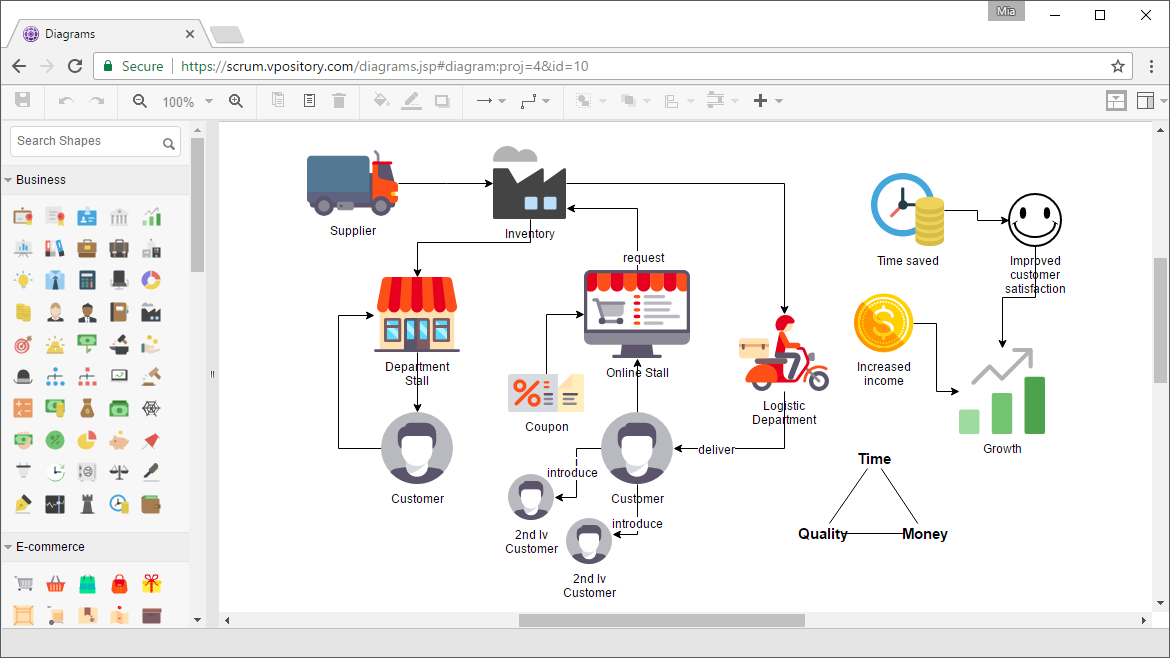 Mia
Diagrams
Secure
https://scrum.vpository.com/diagrams.jsp#diagram:proj=4&id=10
100%
Search Shapes
Business
E-commerce
Supplier
Inventory
request
Department
Stall
Online Stall
Coupon
Customer
introduce
Customer
deliver
Logistic
Department
2nd lv
Customer
introduce
2nd lv
Customer
Time saved
Improved
customer
satisfaction
Increased
income
Growth
Time
Quality
Money